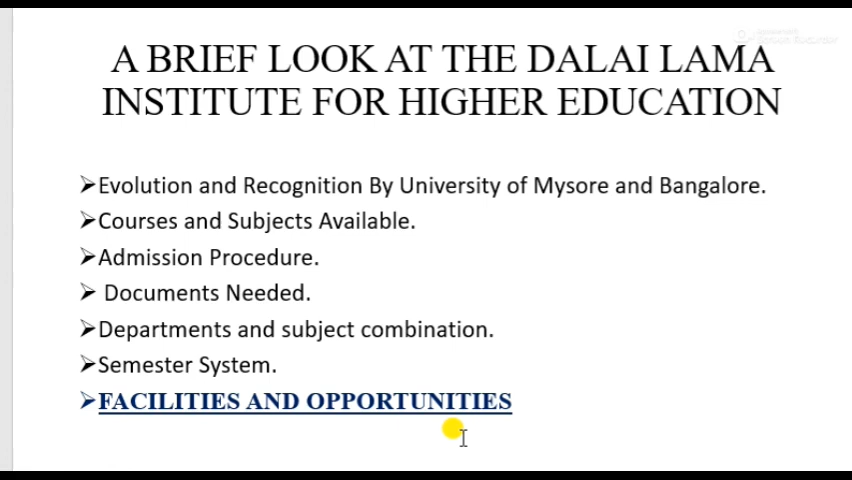 A BRIEF LOOK AT THE DALAI LAMA
INSTITUTE FOR HIGHER EDUCATION
➢Evolution and Recognition By University of Mysore and Bangalore.
➢Courses and Subjects Available.
➢Admission Procedure.
➢ Documents Needed.
➢Departments and subject combination.
➢Semester System.
➢FACILITIES AND OPPORTUNITIES